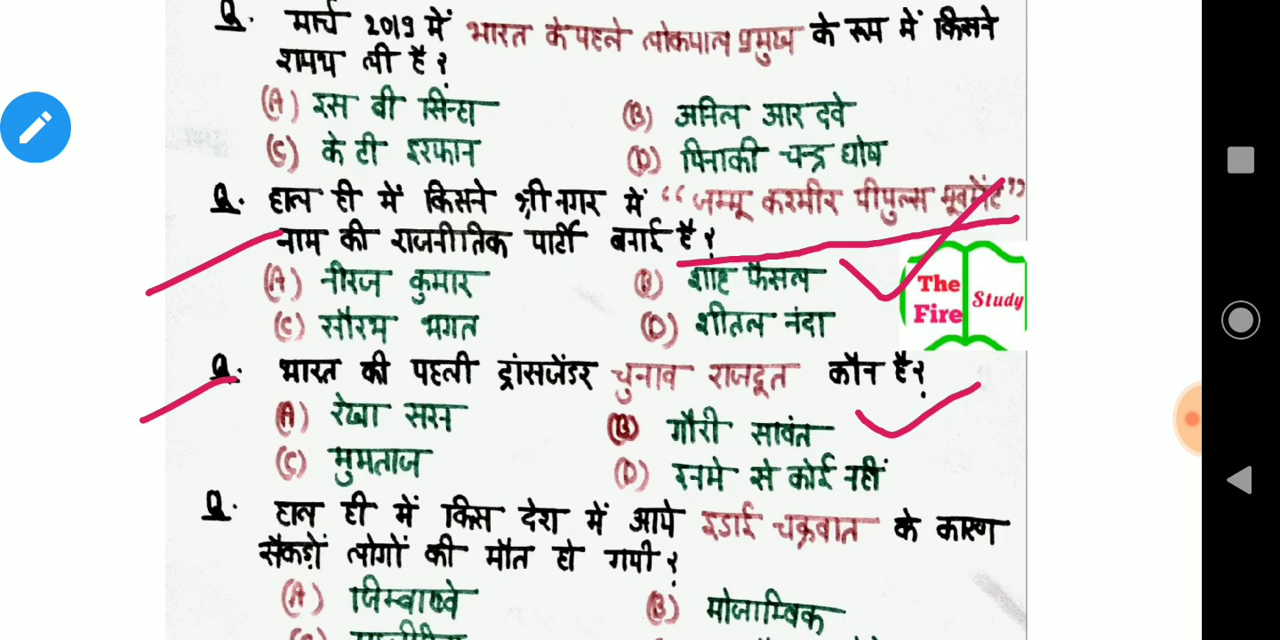 Q. मार्च 2019 में भारत के पहले लोकपाल प्रमुख के रूप में किसने
शपथ ली है?
(A) इस वी सिंन्हा (B) अनिल आर दवे
(C) के टी इरफान (D) पिनाकी चन्द्र घोष
Q. हाल ही में किसने श्रीनगर में “जम्मू कश्मीर पीपुल्स मूवमेंट”
नाम की राजनीतिक पार्टी बनाई है?
(A) नीरज कुमार (B) शाह फैसल
(C) सौरभ भगत (D) शीतल नंदा
The Fire Study
Q. भारत की पहली ट्रांसजेंडर चुनाव राजदूत कौन है?
(A) रेखा सरन (B) गौरी सावंत
(C) मुमताज (D) इनमे से कोई नहीं
Q. हाल ही में किस देश में आये इडाई चक्रवात के कारण
सैकड़ों लोगों की मौत हो गयी?
(A) जिम्बाब्वे (B) मोजाम्बिक